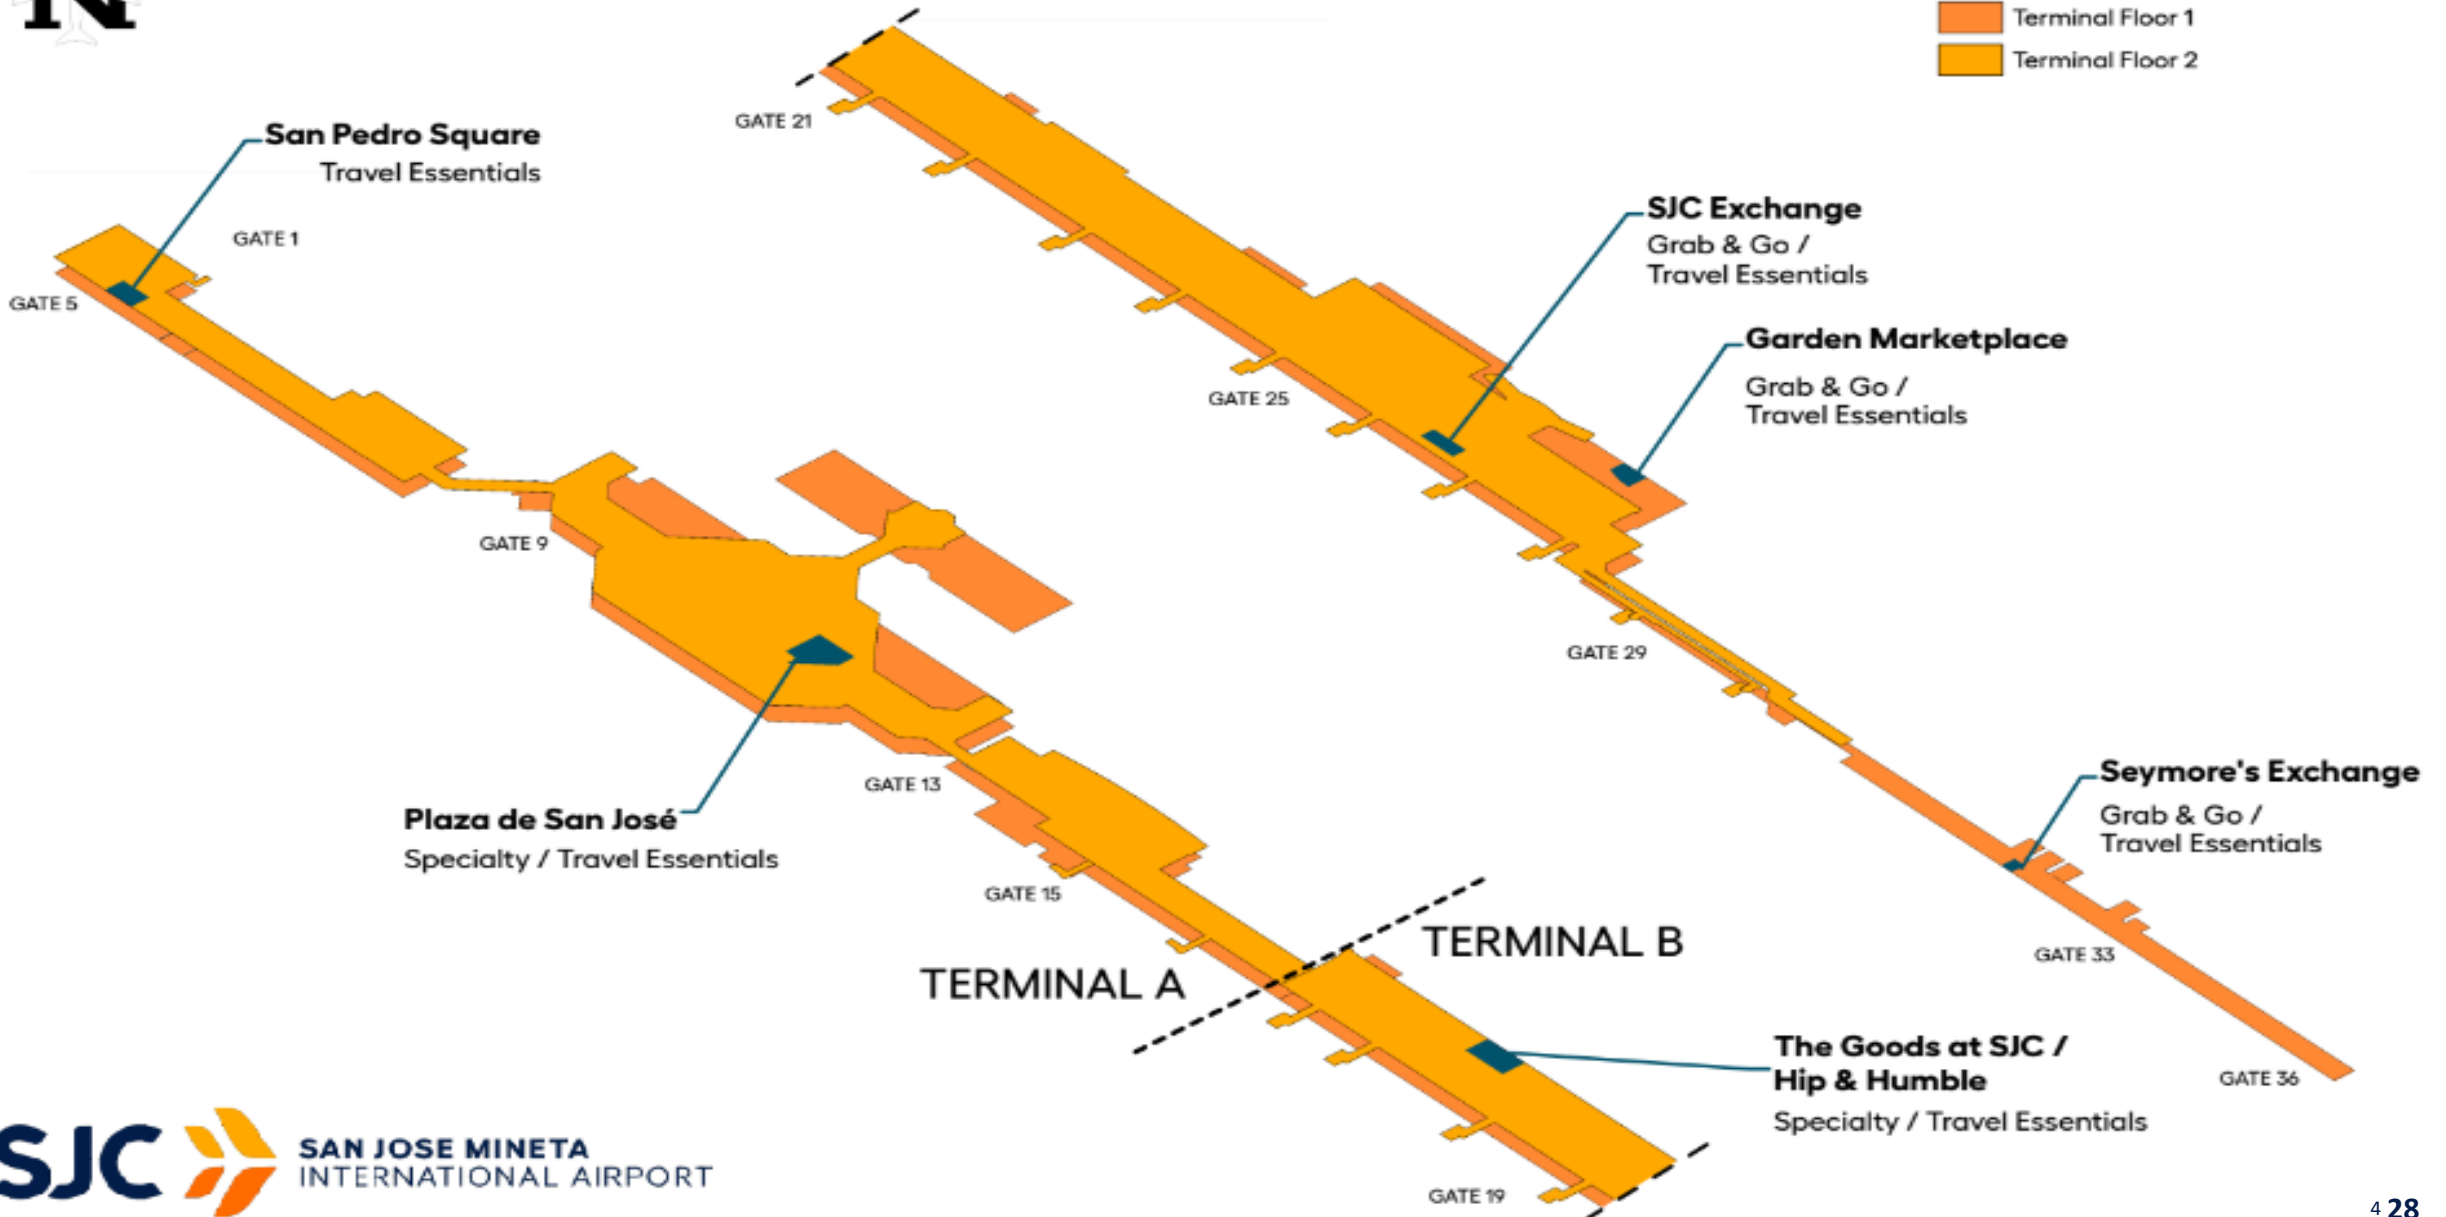 N
Terminal Floor 1
Terminal Floor 2
GATE 21
San Pedro Square
Travel Essentials
GATE 1
GATE 5
SJC Exchange
Grab & Go /
Travel Essentials
Garden Marketplace
Grab & Go /
Travel Essentials
GATE 25
GATE 9
GATE 29
GATE 13
Plaza de San José
Specialty / Travel Essentials
Seymore's Exchange
Grab & Go /
Travel Essentials
GATE 15
TERMINAL B
TERMINAL A
GATE 33
The Goods at SJC /
Hip & Humble
Specialty / Travel Essentials
GATE 36
GATE 19
SJC
SAN JOSE MINETA
INTERNATIONAL AIRPORT
4 28